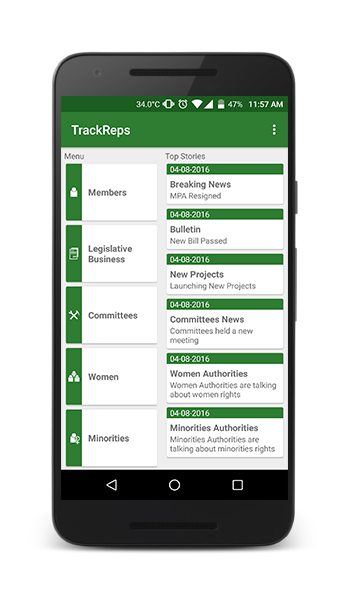 34.0°C 47% 11:57 AM
TrackReps
Menu
Members
Legislative
Business
Committees
Women
Minorities
Top Stories
04-08-2016
Breaking News
MPA Resigned
04-08-2016
Bulletin
New Bill Passed
04-08-2016
New Projects
Launching New Projects
04-08-2016
Committees News
Committees held a new
meeting
04-08-2016
Women Authorities
Women Authorities are talking
about women rights
04-08-2016
Minorities Authorities
Minorities Authorities are
talking about minorities rights